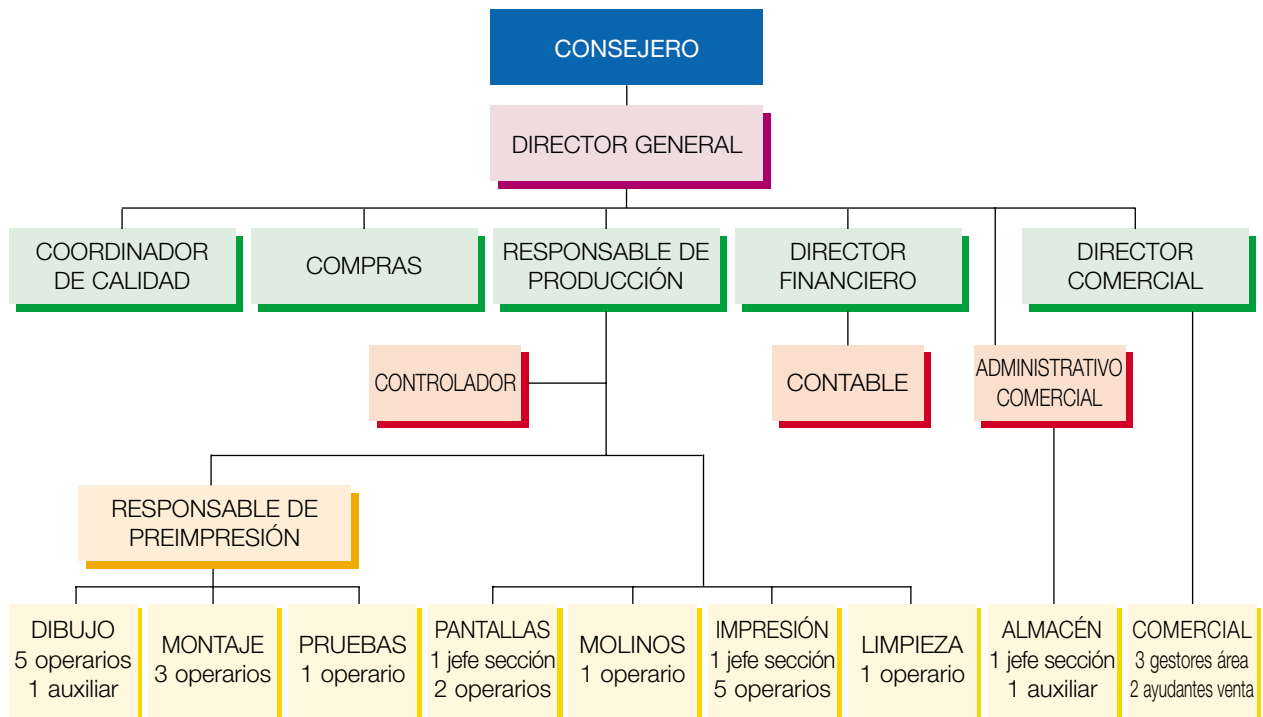 CONSEJERO
DIRECTOR GENERAL
COORDINADOR
DE CALIDAD
COMPRAS
RESPONSABLE DE
PRODUCCIÓN
DIRECTOR
FINANCIERO
DIRECTOR
COMERCIAL
CONTROLADOR
CONTABLE
ADMINISTRATIVO
COMERCIAL
RESPONSABLE DE
PREIMPRESIÓN
DIBUJO
5 operarios
1 auxiliar
MONTAJE
3 operarios
PRUEBAS
1 operario
PANTALLAS
1 jefe sección
2 operarios
MOLINOS
1 operario
IMPRESIÓN
1 jefe sección
5 operarios
LIMPIEZA
1 operario
ALMACÉN
1 jefe sección
1 auxiliar
COMERCIAL
3 gestores área
2 ayudantes venta